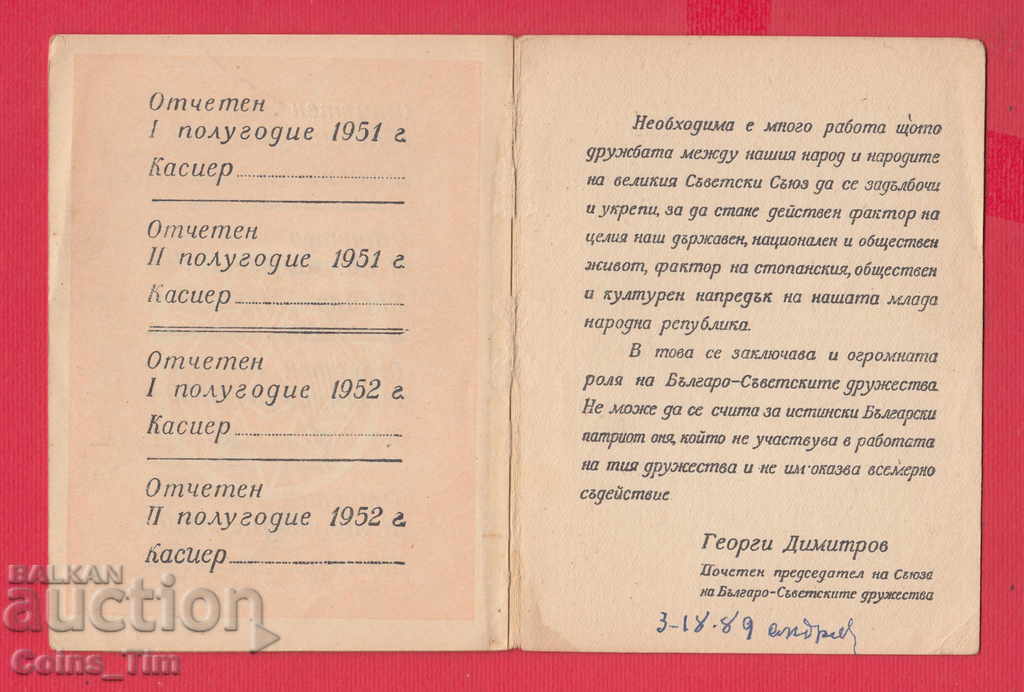 Отчетен
I полугодие 1951 г.
Касиер
Отчетен
II полугодие 1951 г.
Касиер
Отчетен
I полугодие 1952 г.
Касиер
Отчетен
II полугодие 1952 г.
Касиер
Необходима е много работа щото
дружбата между нашия народ и народите
на великия Съветски Съюз да се задълбочи
и укрепи, за да стане действен фактор на
целия наш държавен, национален и обществен
живот, фактор на стопанския, обществен
и културен напредък на нашата млада
народна република.
В това се заключава и огромната
роля на Българо-Съветските дружества.
Не може да се счита за истински Български
патриот оня, който не участвува в работата
на тия дружества и не им оказва всемерно
съдействие.
Георги Димитров
Почетен председател на Съюза
на Българо-Съветските дружества
3-18·89
BALKAN
auction
Coins_Tim